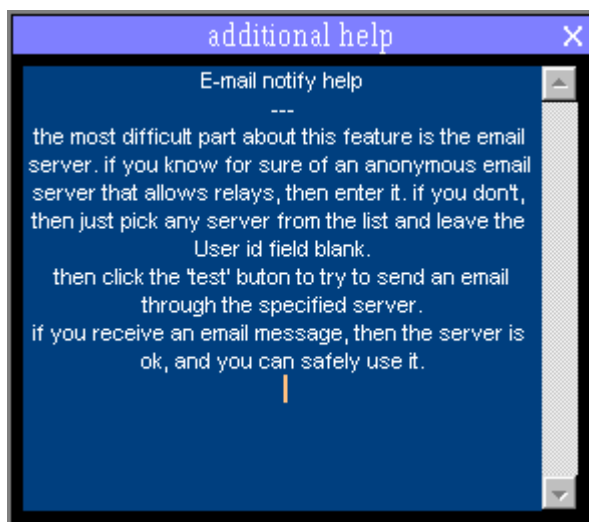 additional help
E-mail notify help
---
the most difficult part about this feature is the email
server. if you know for sure of an anonymous email
server that allows relays, then enter it. if you don't,
then just pick any server from the list and leave the
User id field blank.
then click the 'test' buton to try to send an email
through the specified server.
if you receive an email message, then the server is
ok, and you can safely use it.